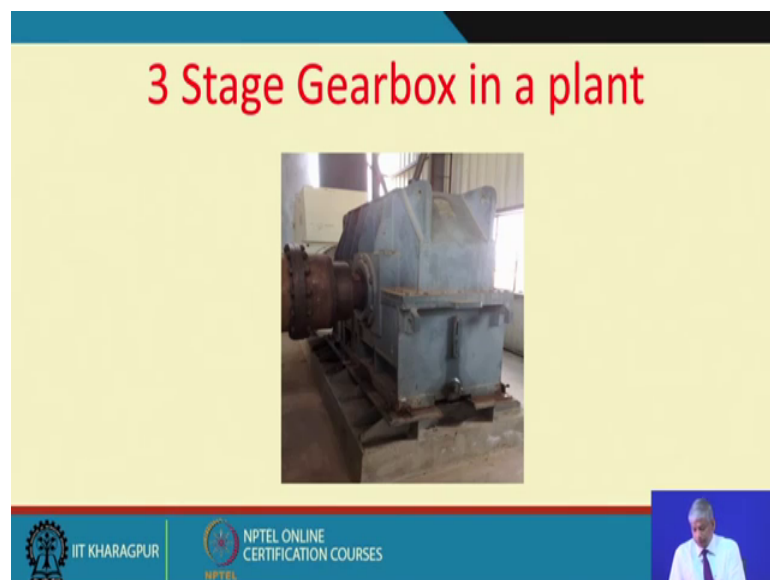 3 Stage Gearbox in a plant
IIT KHARAGPUR
NPTEL ONLINE
CERTIFICATION COURSES
NPTEL